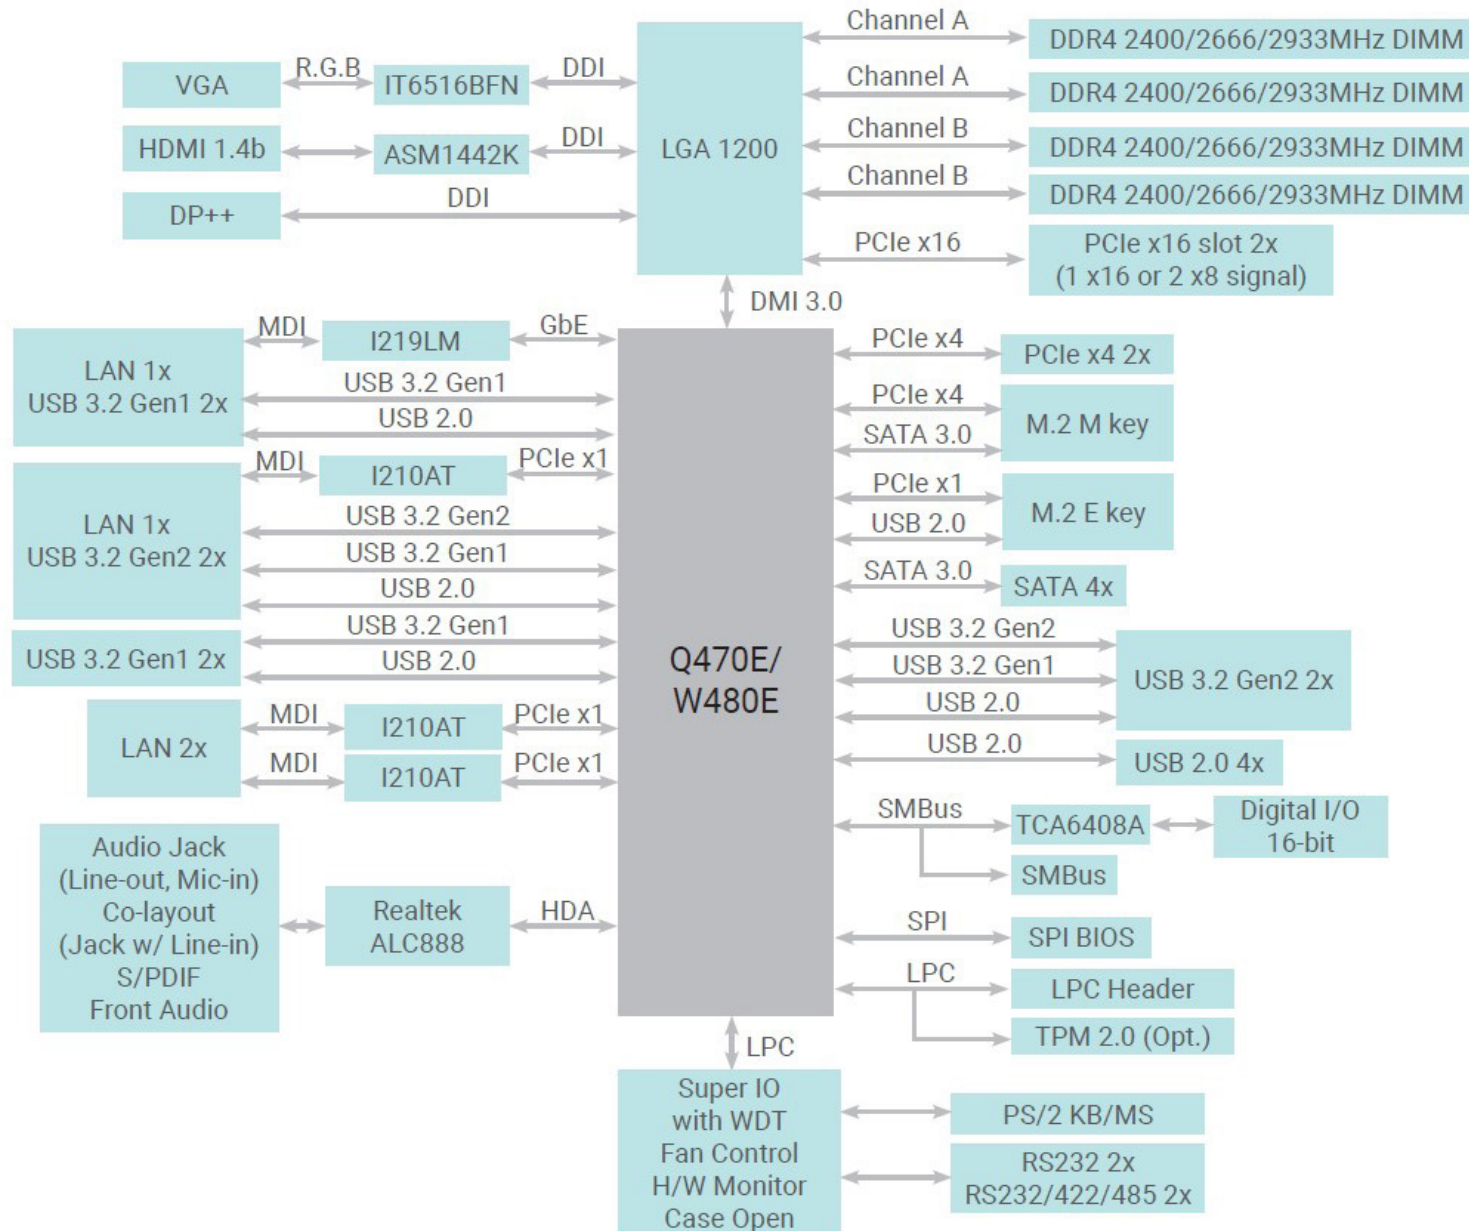 Channel A
DDR4 2400/2666/2933MHz DIMM
VGA
R.G.B
IT6516BFN
DDI
LGA 1200
Channel A
DDR4 2400/2666/2933MHz DIMM
HDMI 1.4b
ASM1442K
DDI
Channel B
DDR4 2400/2666/2933MHz DIMM
DP++
DDI
Channel B
DDR4 2400/2666/2933MHz DIMM
PCIe x16
PCIe x16 slot 2x
(1 x16 or 2 x8 signal)
DMI 3.0
LAN 1x
USB 3.2 Gen1 2x
MDI
I219LM
GbE
USB 3.2 Gen1
USB 2.0
LAN 1x
USB 3.2 Gen2 2x
MDI
I210AT
PCIe x1
USB 3.2 Gen2
USB 3.2 Gen1
USB 2.0
USB 3.2 Gen1 2x
USB 3.2 Gen1
USB 2.0
LAN 2x
MDI
I210AT
PCIe x1
MDI
I210AT
PCIe x1
Audio Jack
(Line-out, Mic-in)
Co-layout
(Jack w/ Line-in)
S/PDIF
Front Audio
Realtek
ALC888
HDA
Q470E/
W480E
PCIe x4
PCIe x4 2x
PCIe x4
SATA 3.0
M.2 M key
PCIe x1
USB 2.0
M.2 E key
SATA 3.0
SATA 4x
USB 3.2 Gen2
USB 3.2 Gen1
USB 2.0
USB 3.2 Gen2 2x
USB 2.0
USB 2.0 4x
SMBus
TCA6408A
Digital I/O
16-bit
SMBus
SPI
SPI BIOS
LPC
LPC Header
TPM 2.0 (Opt.)
LPC
Super IO
with WDT
Fan Control
H/W Monitor
Case Open
PS/2 KB/MS
RS232 2x
RS232/422/485 2x